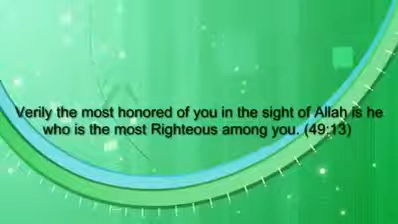 Verily the most honored of you in the sight of Allah is he
who is the most Righteous among you. (49:13)